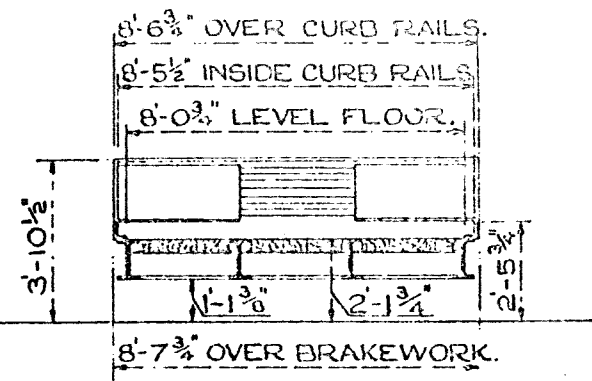 8'-6¾" OVER CURB RAILS.
8'-5½" INSIDE CURB RAILS
8'-0¾" LEVEL FLOOR.
3'-10½"
2'-5¾"
1'-1⅜"
2'-1¾"
8'-7¾" OVER BRAKEWORK.